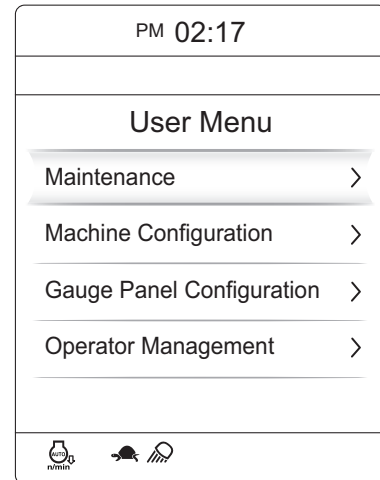 PM 02:17
User Menu
Maintenance
Machine Configuration
Gauge Panel Configuration
Operator Management
AUTO
n/min